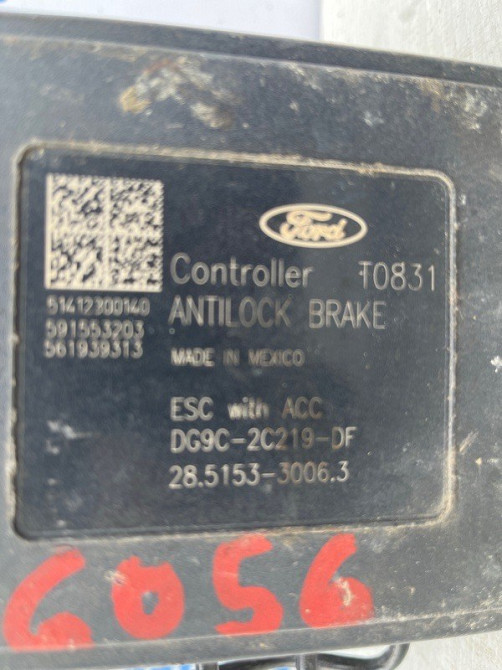 Ford
Controller T0831
ANTILOCK BRAKE
51412300140
591553203
561939313
MADE IN MEXICO
ESC with ACC
DG9C-2C219-DF
28.5153-3006.3
6056